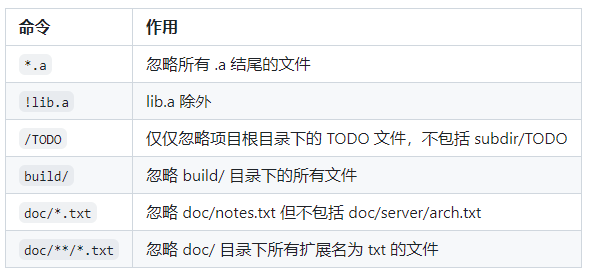 命令 作用
*.a 忽略所有 .a 结尾的文件
!lib.a lib.a 除外
/TODO 仅仅忽略项目根目录下的 TODO 文件，不包括 subdir/TODO
build/ 忽略 build/ 目录下的所有文件
doc/*.txt 忽略 doc/notes.txt 但不包括 doc/server/arch.txt
doc/**/*.txt 忽略 doc/ 目录下所有扩展名为 txt 的文件